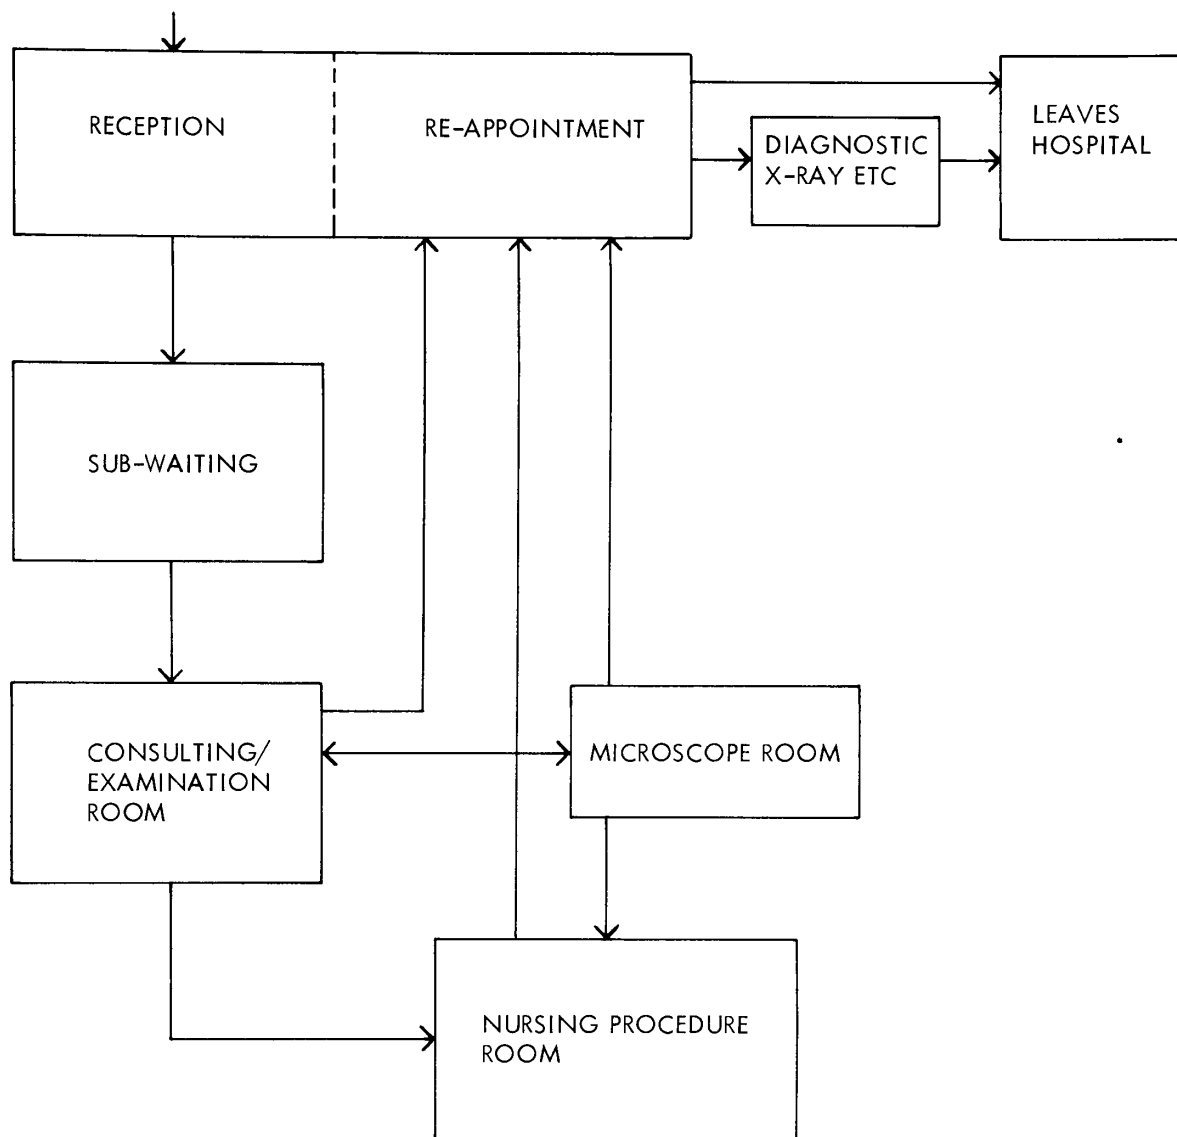 RECEPTION
RE-APPOINTMENT
DIAGNOSTIC
X-RAY ETC
LEAVES
HOSPITAL
SUB-WAITING
CONSULTING/
EXAMINATION
ROOM
MICROSCOPE ROOM
NURSING PROCEDURE
ROOM